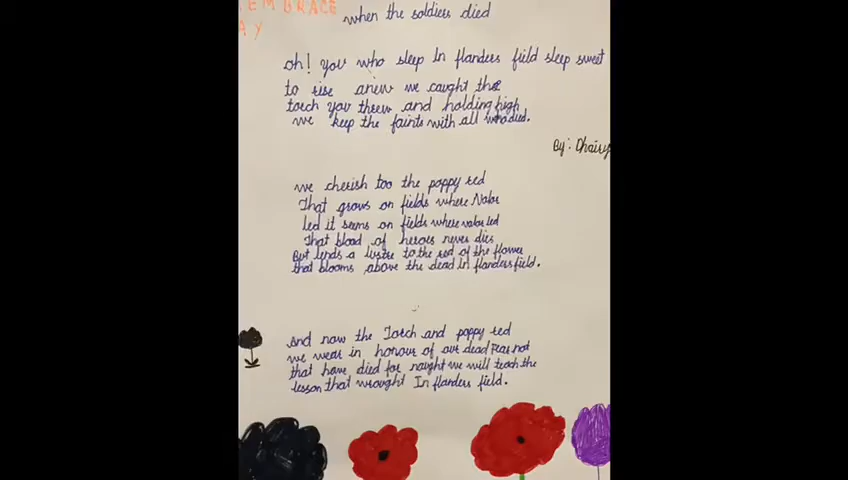 EMBRACE
AY
when the soldiers died
oh! you who sleep In flanders field sleep sweet
to rise anew we caught the
torch you threw and holding high
we keep the faints with all who died.
By: Dhairy
we cherish too the poppy red
That grows on fields where Valor
led it seems on fields where valor led
That blood of heroes never dies
But lends a lustre to the red of the flower
that blooms above the dead In flanders field.
And now the Torch and poppy red
we wear in honour of our dead Fear not
that have died for naught we will teach the
lesson that wrought In flanders field.